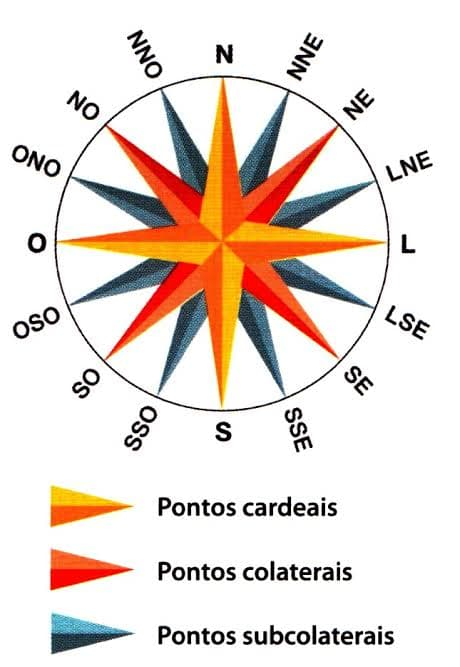 N
NNO
NNE
NO
NE
ONO
LNE
O
L
OSO
LSE
SO
SE
SSO
SSE
S
Pontos cardeais
Pontos colaterais
Pontos subcolaterais